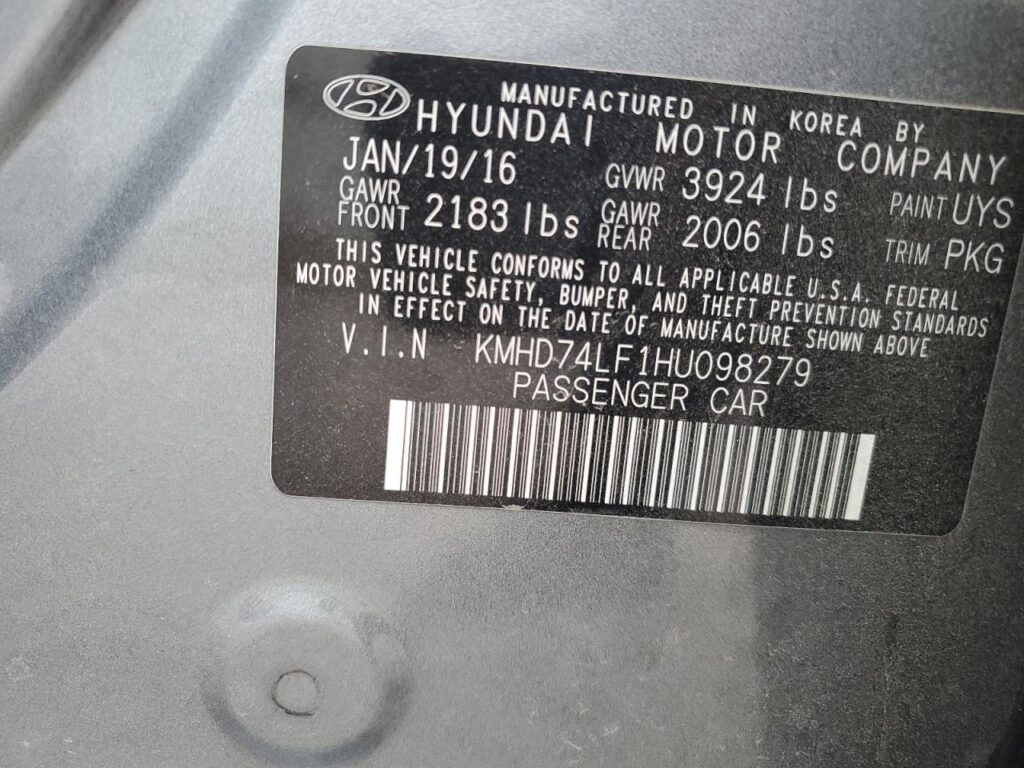 MANUFACTURED IN KOREA BY
HYUNDAI MOTOR COMPANY
JAN/19/16 GVWR 3924 lbs PAINT UYS
GAWR FRONT 2183 lbs GAWR REAR 2006 lbs TRIM PKG
THIS VEHICLE CONFORMS TO ALL APPLICABLE U.S.A. FEDERAL
MOTOR VEHICLE SAFETY, BUMPER, AND THEFT PREVENTION STANDARDS
IN EFFECT ON THE DATE OF MANUFACTURE SHOWN ABOVE
V.I.N KMHD74LF1HU098279
PASSENGER CAR